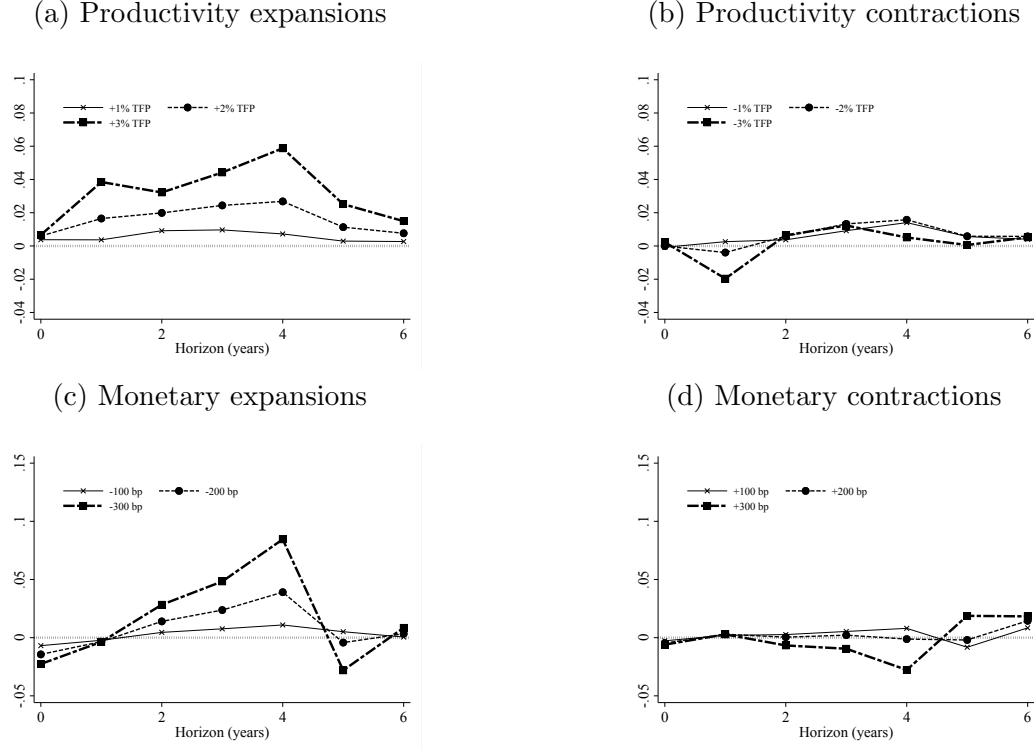 (a) Productivity expansions
.1
.08
.06
.04
.02
0
-.02
-.04
+1% TFP
+2% TFP
+3% TFP
0
2
4
6
Horizon (years)
(b) Productivity contractions
.1
.08
.06
.04
.02
0
-.02
-.04
-1% TFP
-2% TFP
-3% TFP
0
2
4
6
Horizon (years)
(c) Monetary expansions
.15
.1
.05
0
-.05
-100 bp
-200 bp
-300 bp
0
2
4
6
Horizon (years)
(d) Monetary contractions
.15
.1
.05
0
-.05
+100 bp
+200 bp
+300 bp
0
2
4
6
Horizon (years)